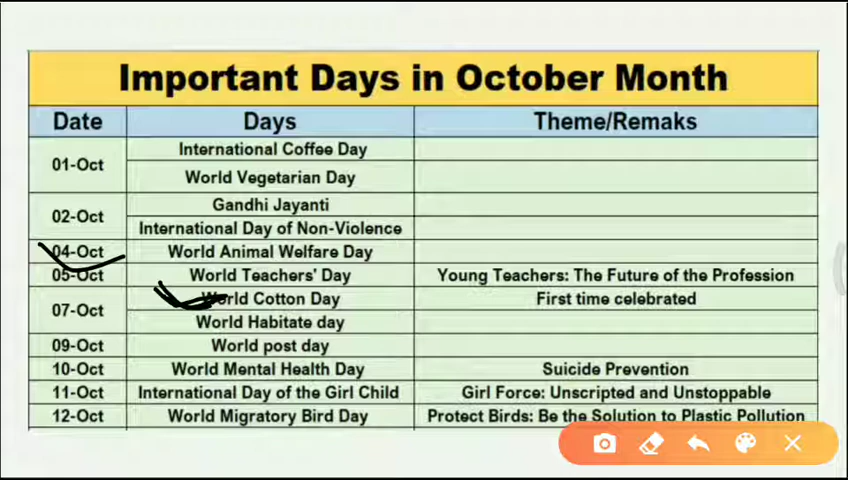 Important Days in October Month
Date Days Theme/Remaks
01-Oct International Coffee Day
World Vegetarian Day
02-Oct Gandhi Jayanti
International Day of Non-Violence
04-Oct World Animal Welfare Day
05-Oct World Teachers' Day Young Teachers: The Future of the Profession
07-Oct World Cotton Day First time celebrated
World Habitate day
09-Oct World post day
10-Oct World Mental Health Day Suicide Prevention
11-Oct International Day of the Girl Child Girl Force: Unscripted and Unstoppable
12-Oct World Migratory Bird Day Protect Birds: Be the Solution to Plastic Pollution